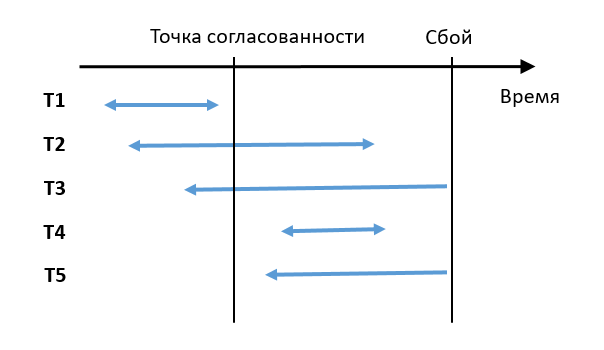 Точка согласованности
Сбой
Время
T1
T2
T3
T4
T5